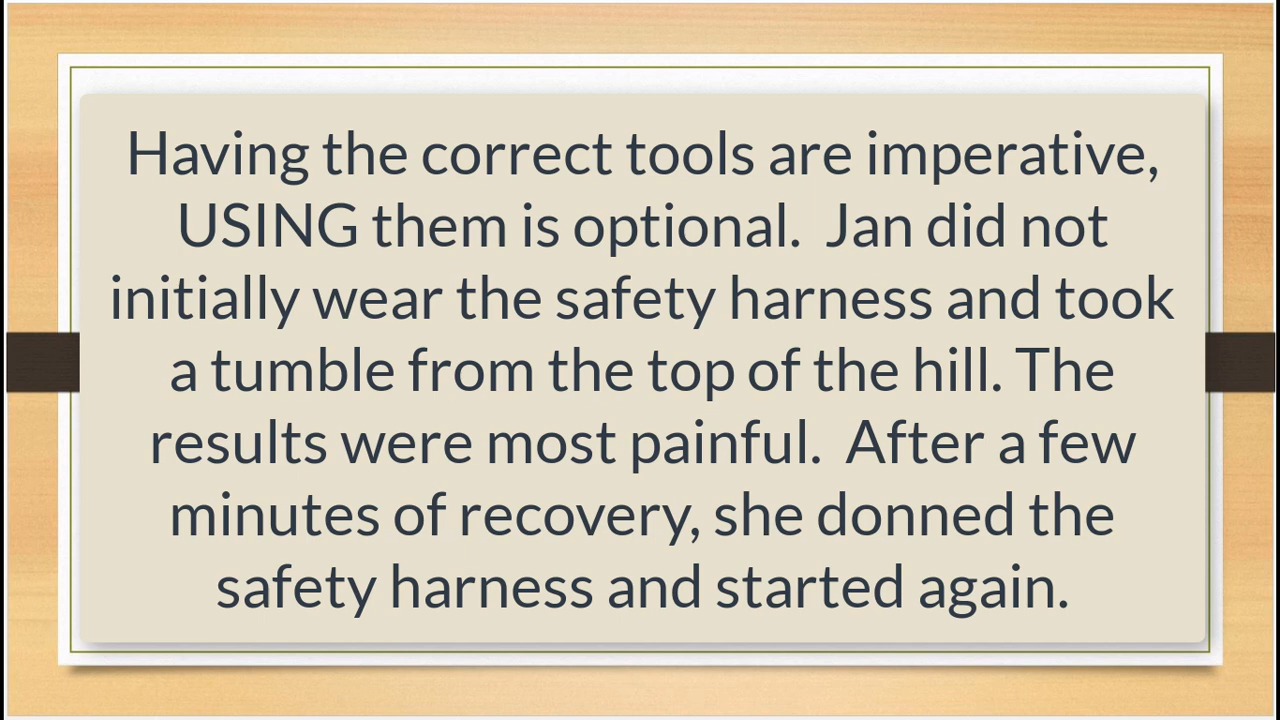 Having the correct tools are imperative,
USING them is optional.  Jan did not
initially wear the safety harness and took
a tumble from the top of the hill. The
results were most painful.  After a few
minutes of recovery, she donned the
safety harness and started again.